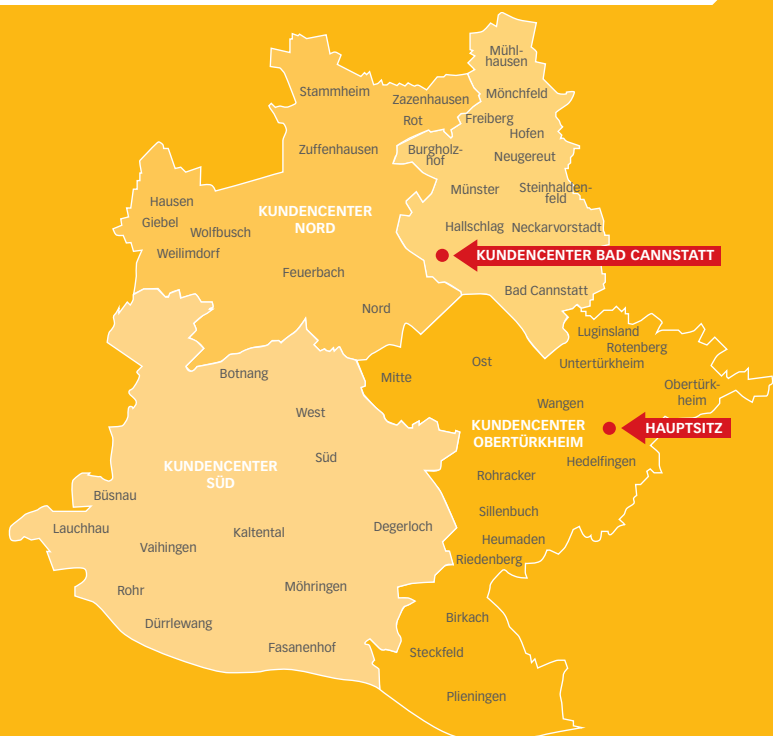 Mühl-
hausen
Stammheim
Zazenhausen
Mönchfeld
Rot
Freiberg
Hofen
Zuffenhausen
Burgholz-
hof
Neugereut
Münster
Steinhalden-
feld
Hausen
Giebel
Wolfbusch
Weilimdorf
KUNDENCENTER
NORD
Hallschlag
Neckarvorstadt
KUNDENCENTER BAD CANNSTATT
Feuerbach
Bad Cannstatt
Nord
Luginsland
Rotenberg
Untertürkheim
Ost
Mitte
Botnang
Obertürk-
heim
Wangen
West
KUNDENCENTER
OBERTÜRKHEIM
HAUPTSITZ
Süd
KUNDENCENTER
SÜD
Hedelfingen
Rohracker
Büsnau
Sillenbuch
Lauchhau
Kaltental
Degerloch
Heumaden
Vaihingen
Riedenberg
Rohr
Möhringen
Dürrlewang
Birkach
Fasanenhof
Steckfeld
Plieningen